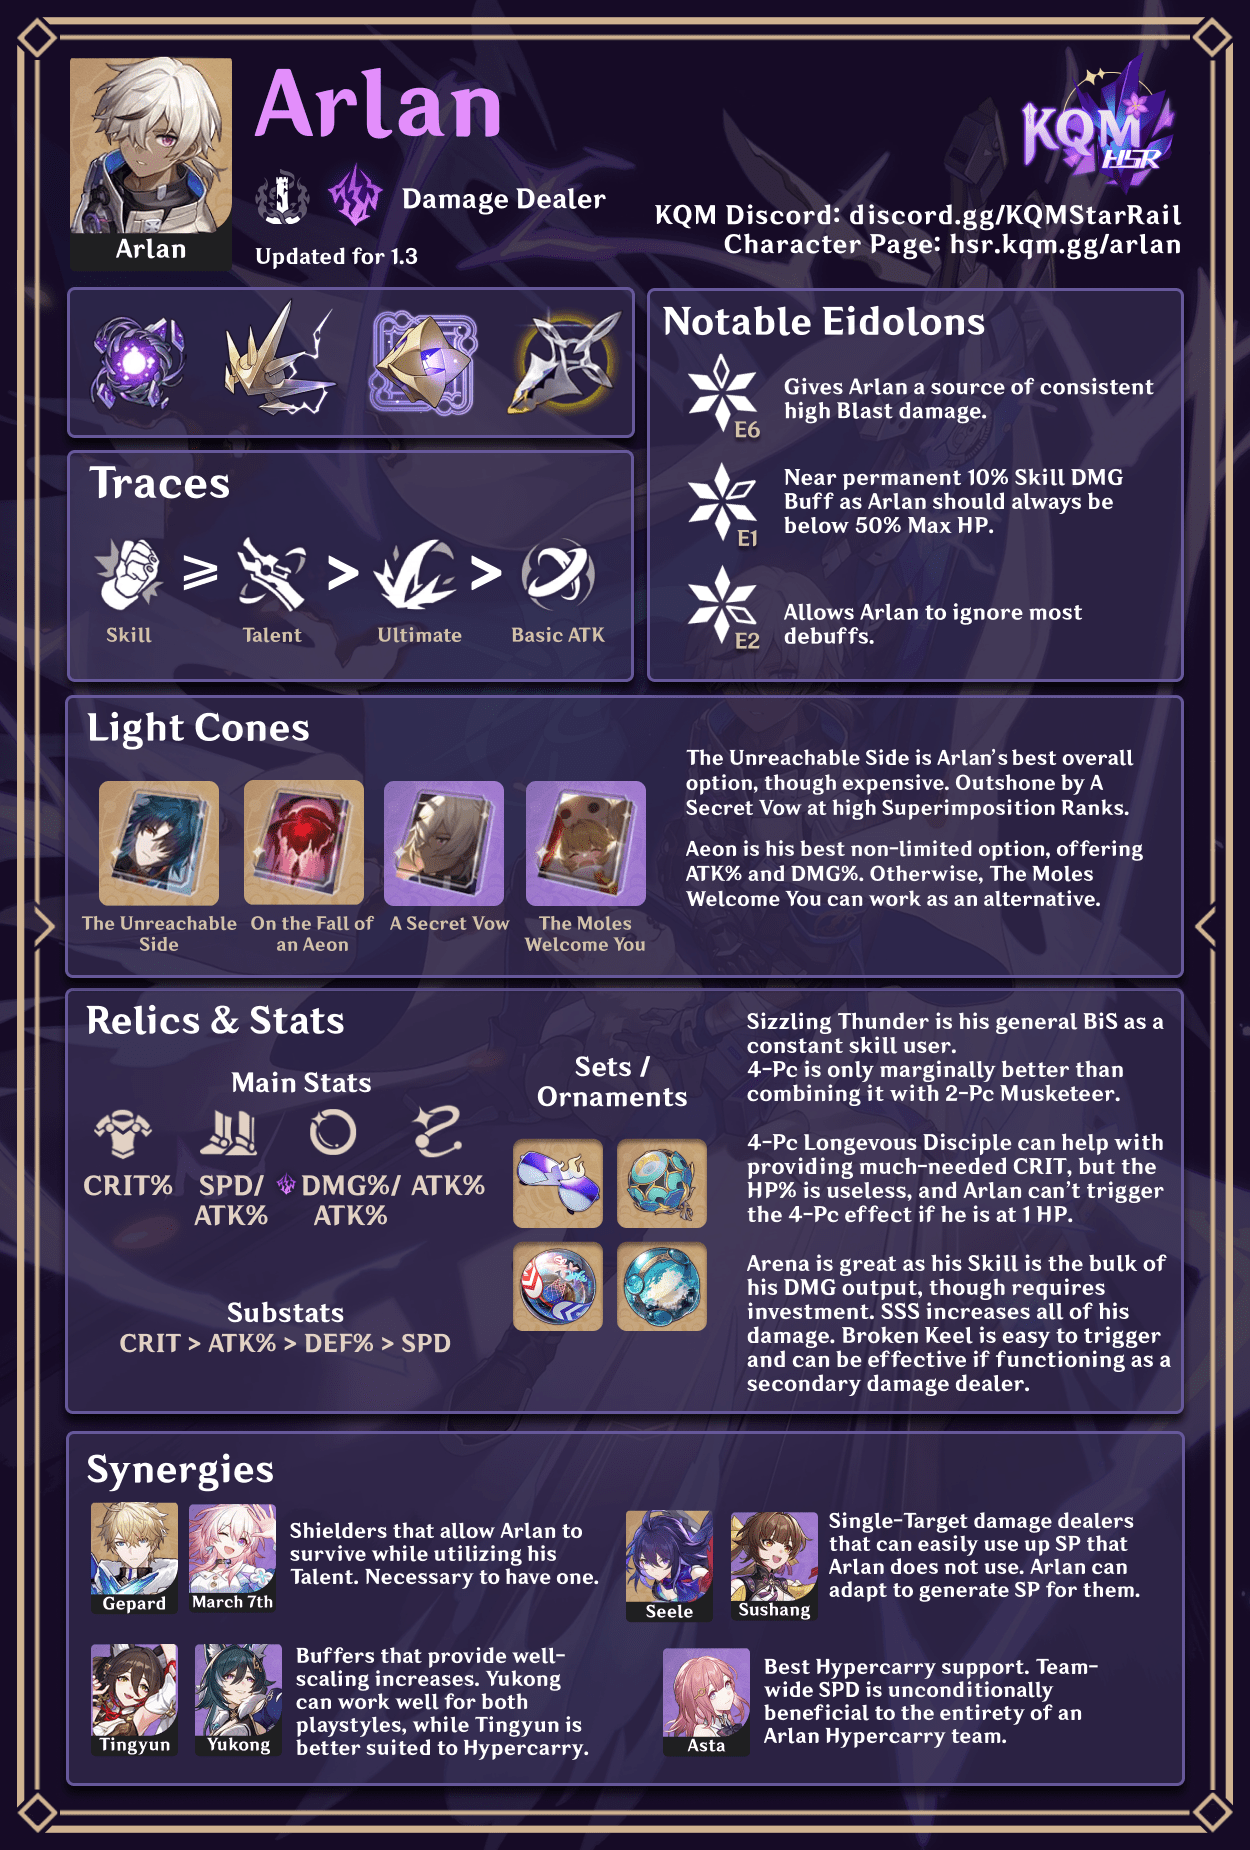 Arlan
Arlan
Damage Dealer
Updated for 1.3
KQM
HSR
KQM Discord: discord.gg/KQMStarRail
Character Page: hsr.kqm.gg/arlan
Notable Eidolons
E6
Gives Arlan a source of consistent
high Blast damage.
E1
Near permanent 10% Skill DMG
Buff as Arlan should always be
below 50% Max HP.
E2
Allows Arlan to ignore most
debuffs.
Traces
Skill ⩾ Talent > Ultimate > Basic ATK
Light Cones
The Unreachable
Side
On the Fall of
an Aeon
A Secret Vow
The Moles
Welcome You
The Unreachable Side is Arlan's best overall
option, though expensive. Outshone by A
Secret Vow at high Superimposition Ranks.
Aeon is his best non-limited option, offering
ATK% and DMG%. Otherwise, The Moles
Welcome You can work as an alternative.
Relics & Stats
Main Stats
CRIT%
SPD/
ATK%
DMG%/
ATK%
ATK%
Substats
CRIT > ATK% > DEF% > SPD
Sets /
Ornaments
Sizzling Thunder is his general BiS as a
constant skill user.
4-Pc is only marginally better than
combining it with 2-Pc Musketeer.
4-Pc Longevous Disciple can help with
providing much-needed CRIT, but the
HP% is useless, and Arlan can't trigger
the 4-Pc effect if he is at 1 HP.
Arena is great as his Skill is the bulk of
his DMG output, though requires
investment. SSS increases all of his
damage. Broken Keel is easy to trigger
and can be effective if functioning as a
secondary damage dealer.
Synergies
Gepard
March 7th
Shielders that allow Arlan to
survive while utilizing his
Talent. Necessary to have one.
Seele
Sushang
Single-Target damage dealers
that can easily use up SP that
Arlan does not use. Arlan can
adapt to generate SP for them.
Tingyun
Yukong
Buffers that provide well-
scaling increases. Yukong
can work well for both
playstyles, while Tingyun is
better suited to Hypercarry.
Asta
Best Hypercarry support. Team-
wide SPD is unconditionally
beneficial to the entirety of an
Arlan Hypercarry team.